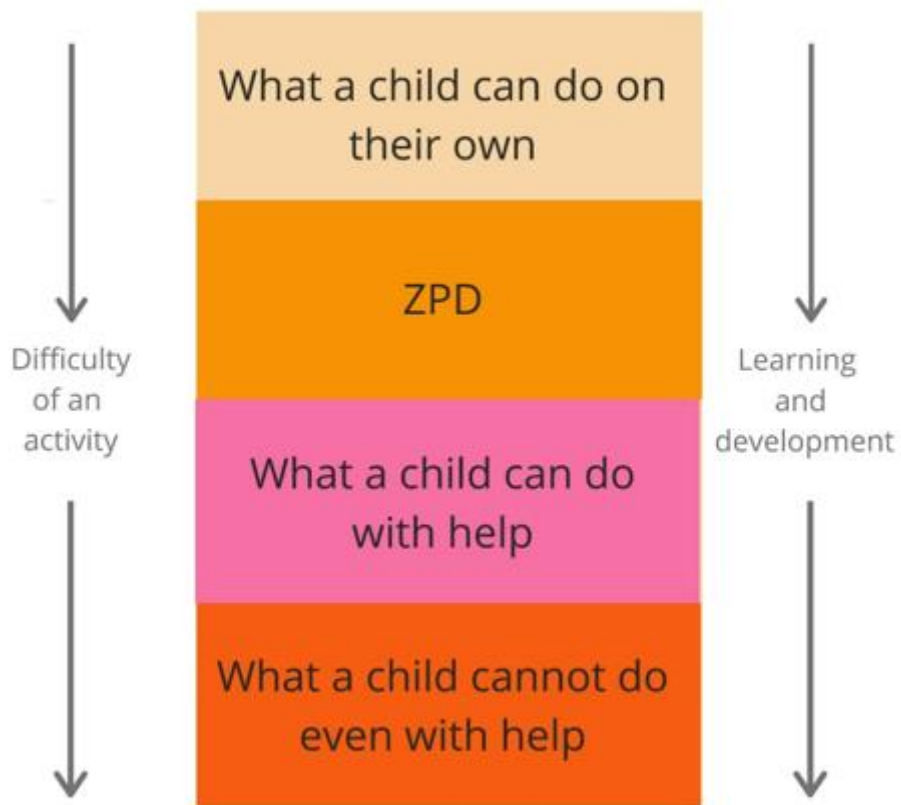 What a child can do on
their own
ZPD
Difficulty
of an
activity
Learning
and
development
What a child can do
with help
What a child cannot do
even with help